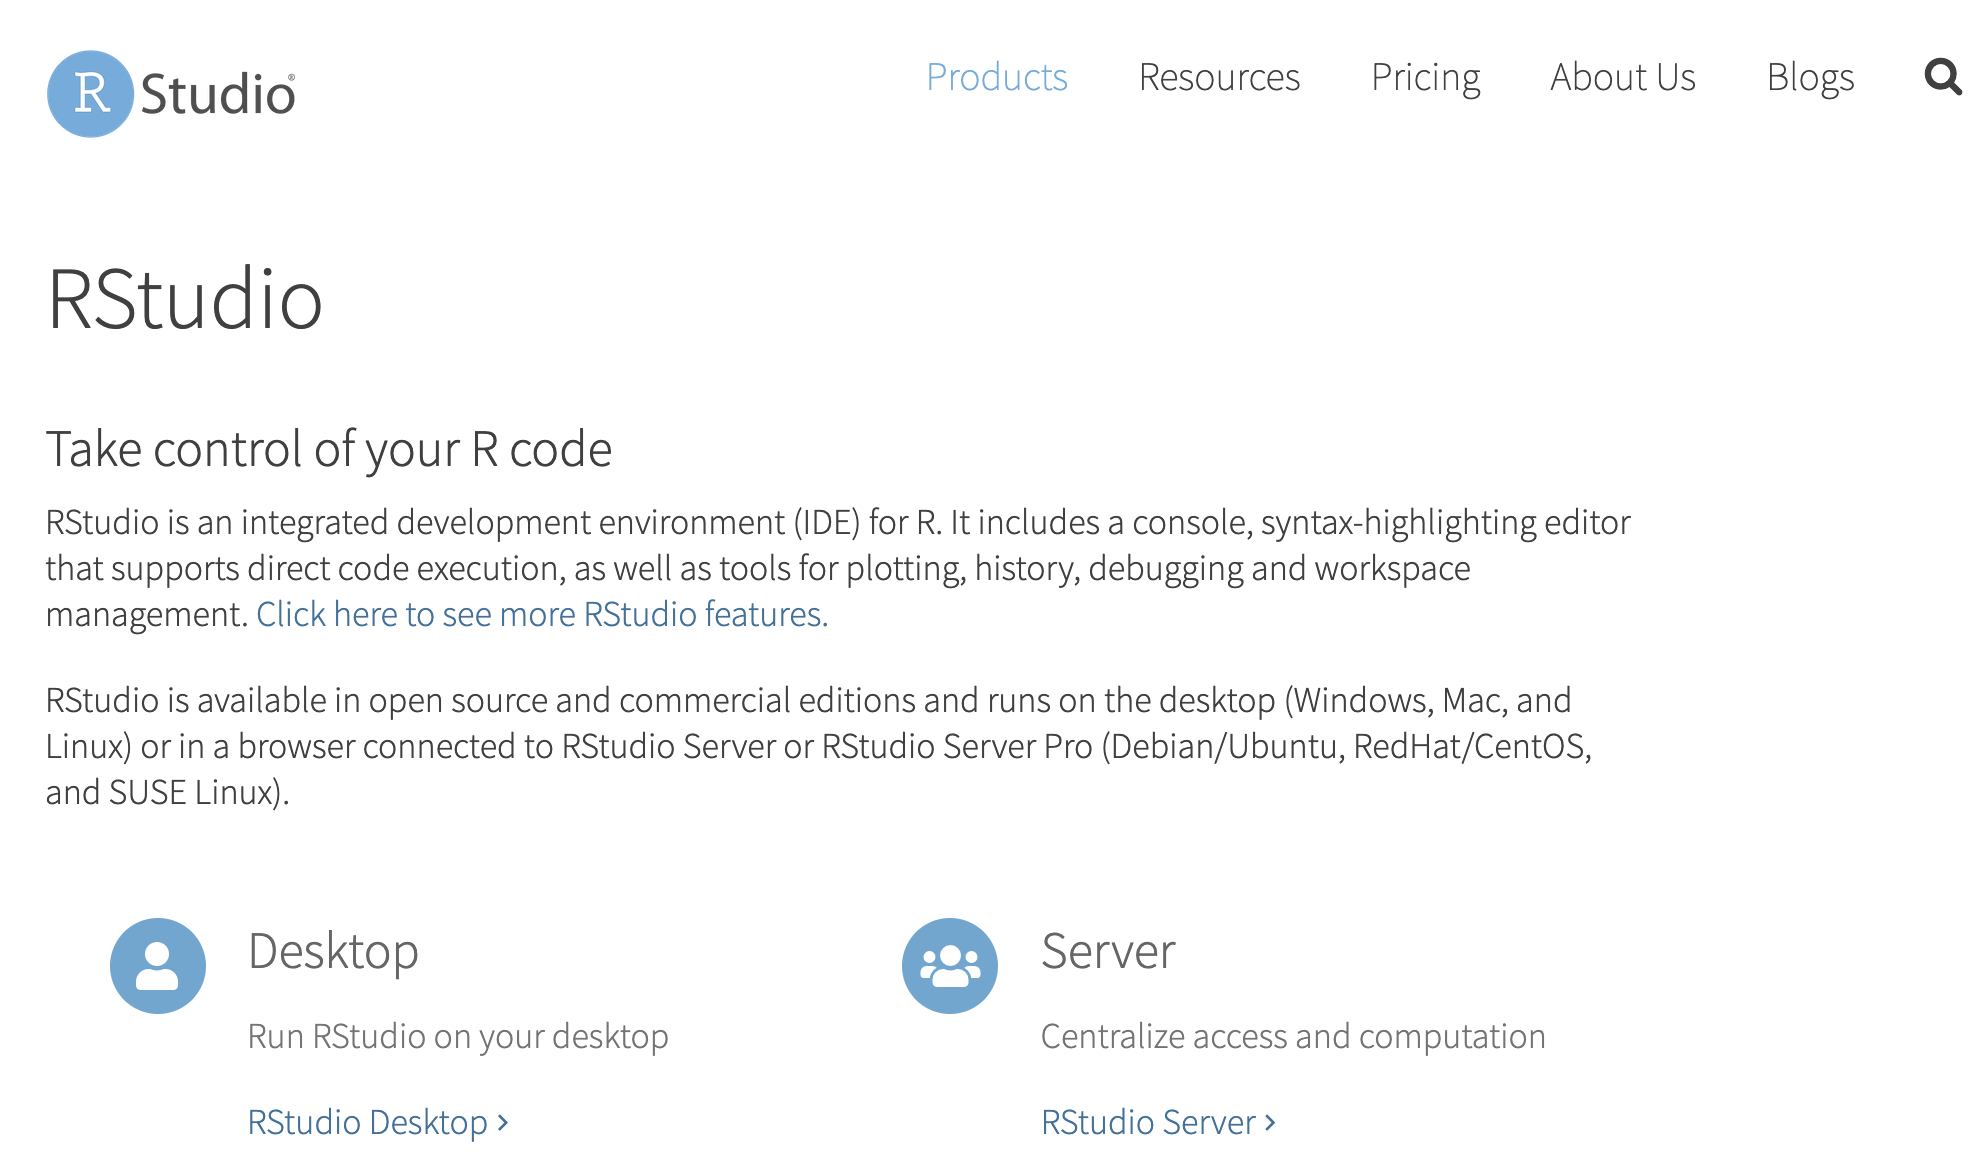 R Studio®
Products Resources Pricing About Us Blogs
RStudio
Take control of your R code
RStudio is an integrated development environment (IDE) for R. It includes a console, syntax-highlighting editor
that supports direct code execution, as well as tools for plotting, history, debugging and workspace
management. Click here to see more RStudio features.
RStudio is available in open source and commercial editions and runs on the desktop (Windows, Mac, and
Linux) or in a browser connected to RStudio Server or RStudio Server Pro (Debian/Ubuntu, RedHat/CentOS,
and SUSE Linux).
Desktop
Run RStudio on your desktop
RStudio Desktop >
Server
Centralize access and computation
RStudio Server >